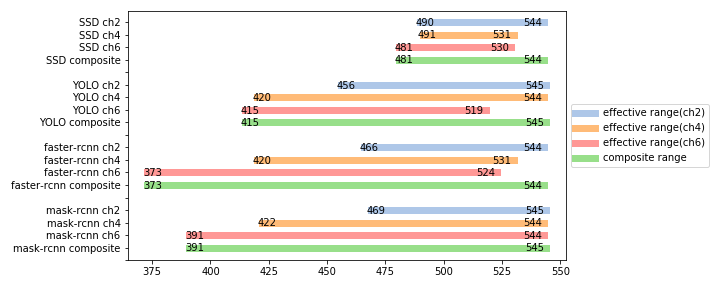 SSD ch2 490 544
SSD ch4 491 531
SSD ch6 481 530
SSD composite 481 544
YOLO ch2 456 545
YOLO ch4 420 544
YOLO ch6 415 519
YOLO composite 415 545
faster-rcnn ch2 466 544
faster-rcnn ch4 420 531
faster-rcnn ch6 373 524
faster-rcnn composite 373 544
mask-rcnn ch2 469 545
mask-rcnn ch4 422 544
mask-rcnn ch6 391 544
mask-rcnn composite 391 545
375 400 425 450 475 500 525 550
effective range(ch2)
effective range(ch4)
effective range(ch6)
composite range